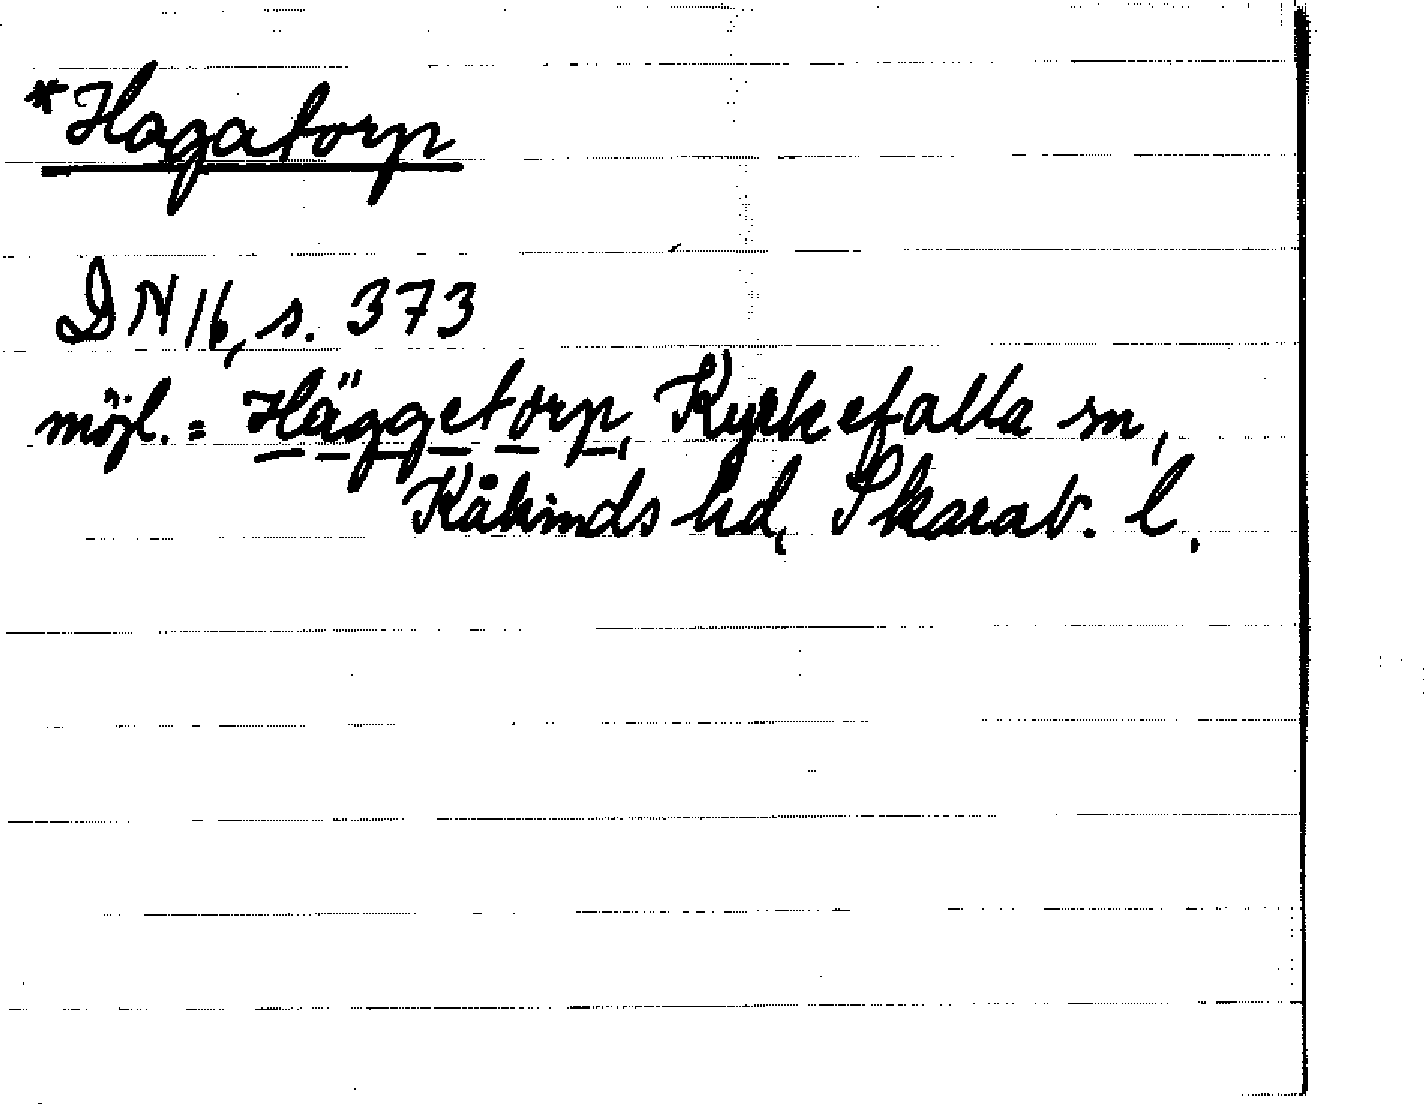 *Hagatorp
DN 16, s. 373
möjl. = Häggetorp, Kyrkefalla sn,
Kåkinds hd, Skarab. l.